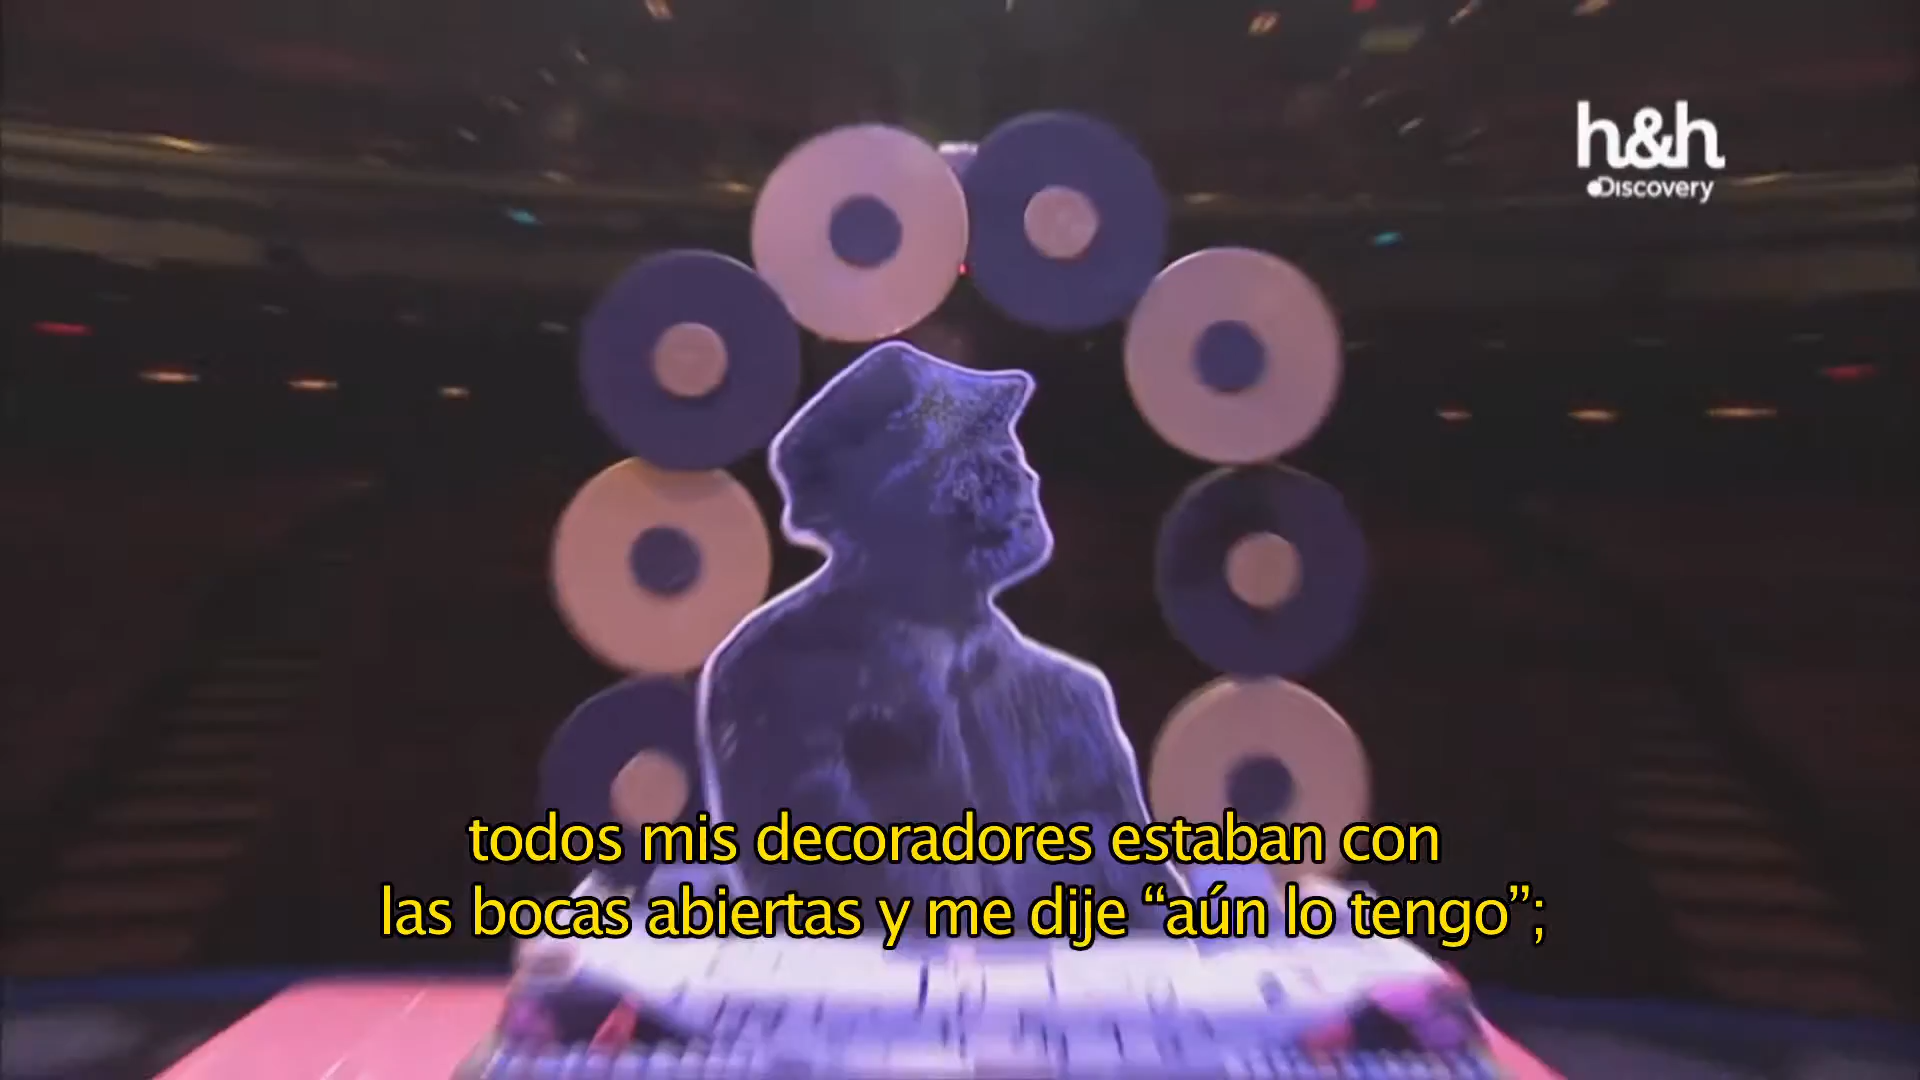 h&h
Discovery
todos mis decoradores estaban con
las bocas abiertas y me dije “aún lo tengo”;